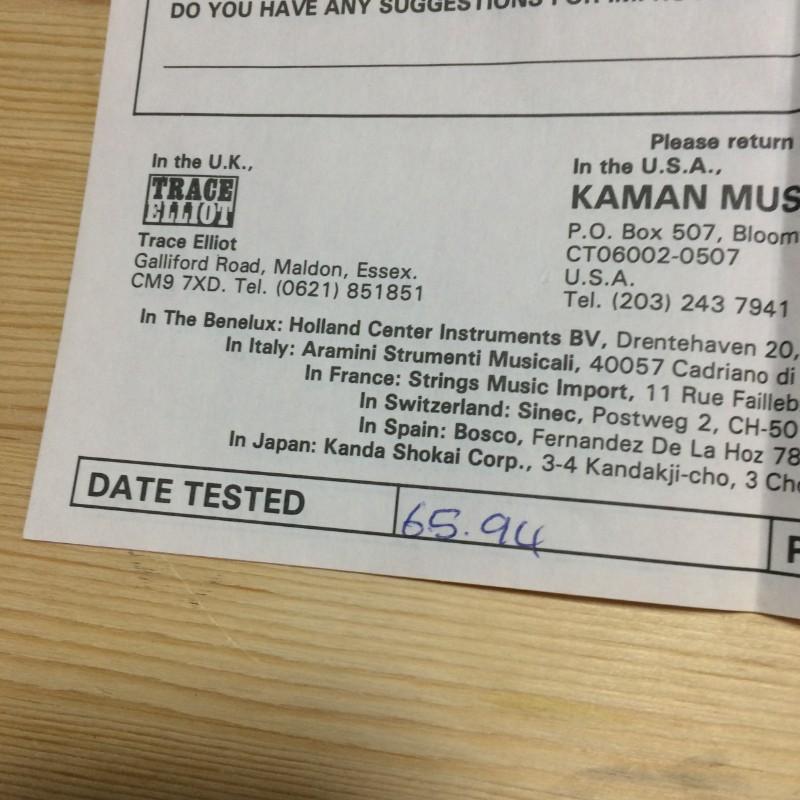 DO YOU HAVE ANY SUGGESTIONS FOR
Please return
In the U.K.,
TRACE
ELLIOT
Trace Elliot
Galliford Road, Maldon, Essex.
CM9 7XD. Tel. (0621) 851851
In the U.S.A.,
KAMAN MUS
P.O. Box 507, Bloom
CT06002-0507
U.S.A.
Tel. (203) 243 7941
In The Benelux: Holland Center Instruments BV, Drentehaven 20,
In Italy: Aramini Strumenti Musicali, 40057 Cadriano di
In France: Strings Music Import, 11 Rue Failleb
In Switzerland: Sinec, Postweg 2, CH-50
In Spain: Bosco, Fernandez De La Hoz 78
In Japan: Kanda Shokai Corp., 3-4 Kandakji-cho, 3 Cho
DATE TESTED 65.94